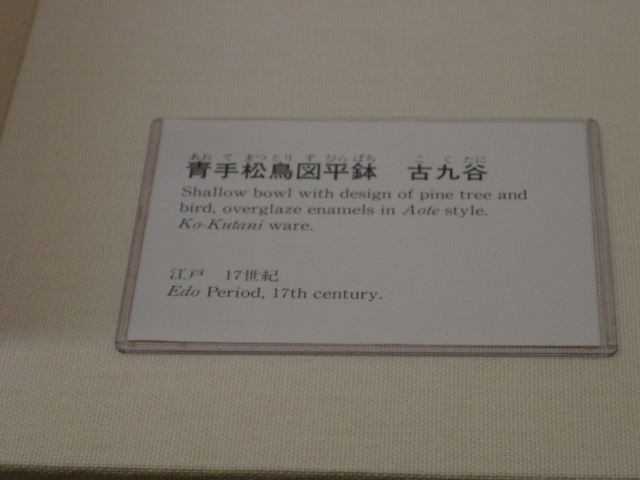 あお て まつ とり ず ひら ばち こ く たに
青手松鳥図平鉢 古九谷
Shallow bowl with design of pine tree and
bird, overglaze enamels in Aote style.
Ko-Kutani ware.
江戸 17世紀
Edo Period, 17th century.